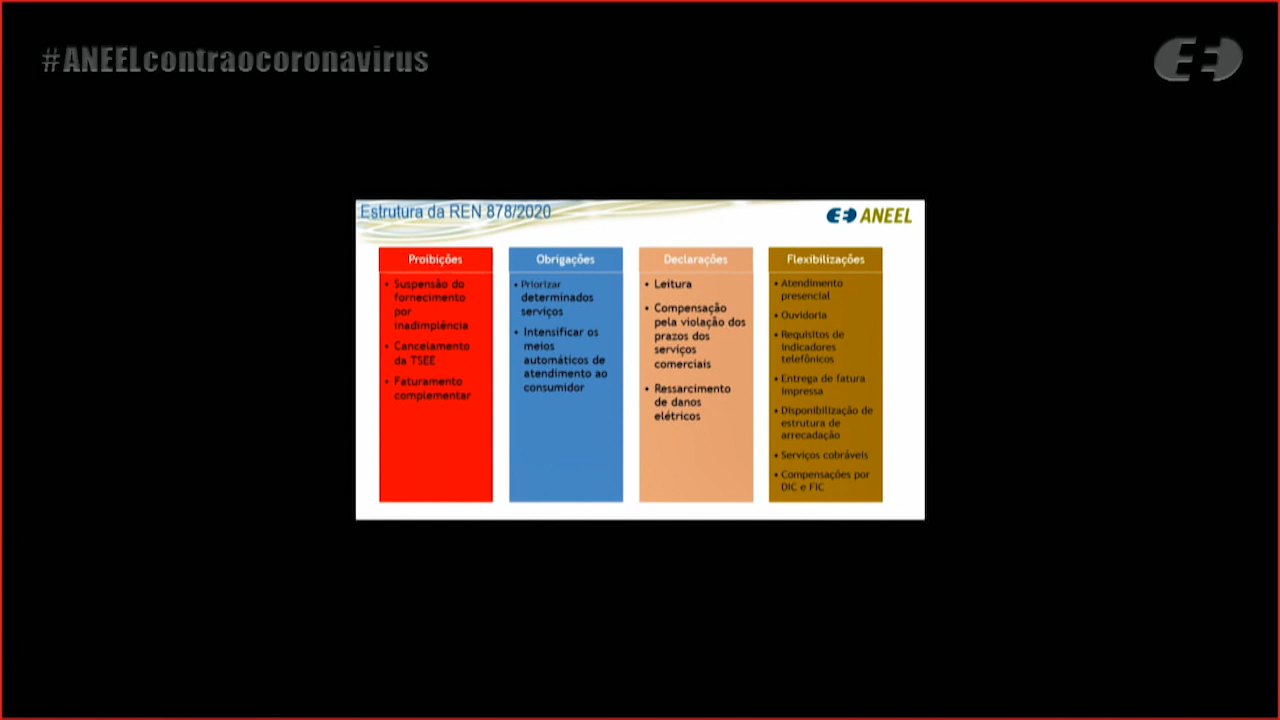 #ANEELcontraocoronavirus
Estrutura da REN 878/2020
ANEEL
Proibições
• Suspensão do
fornecimento
por
inadimplência
• Cancelamento
da TSEE
• Faturamento
complementar
Obrigações
• Priorizar
determinados
serviços
• Intensificar os
meios
automáticos de
atendimento ao
consumidor
Declarações
• Leitura
• Compensação
pela violação dos
prazos dos
serviços
comerciais
• Ressarcimento
de danos
elétricos
Flexibilizações
• Atendimento
presencial
• Ouvidoria
• Requisitos de
indicadores
telefônicos
• Entrega de fatura
impressa
• Disponibilização de
estrutura de
arrecadação
• Serviços cobráveis
• Compensações por
DIC e FIC